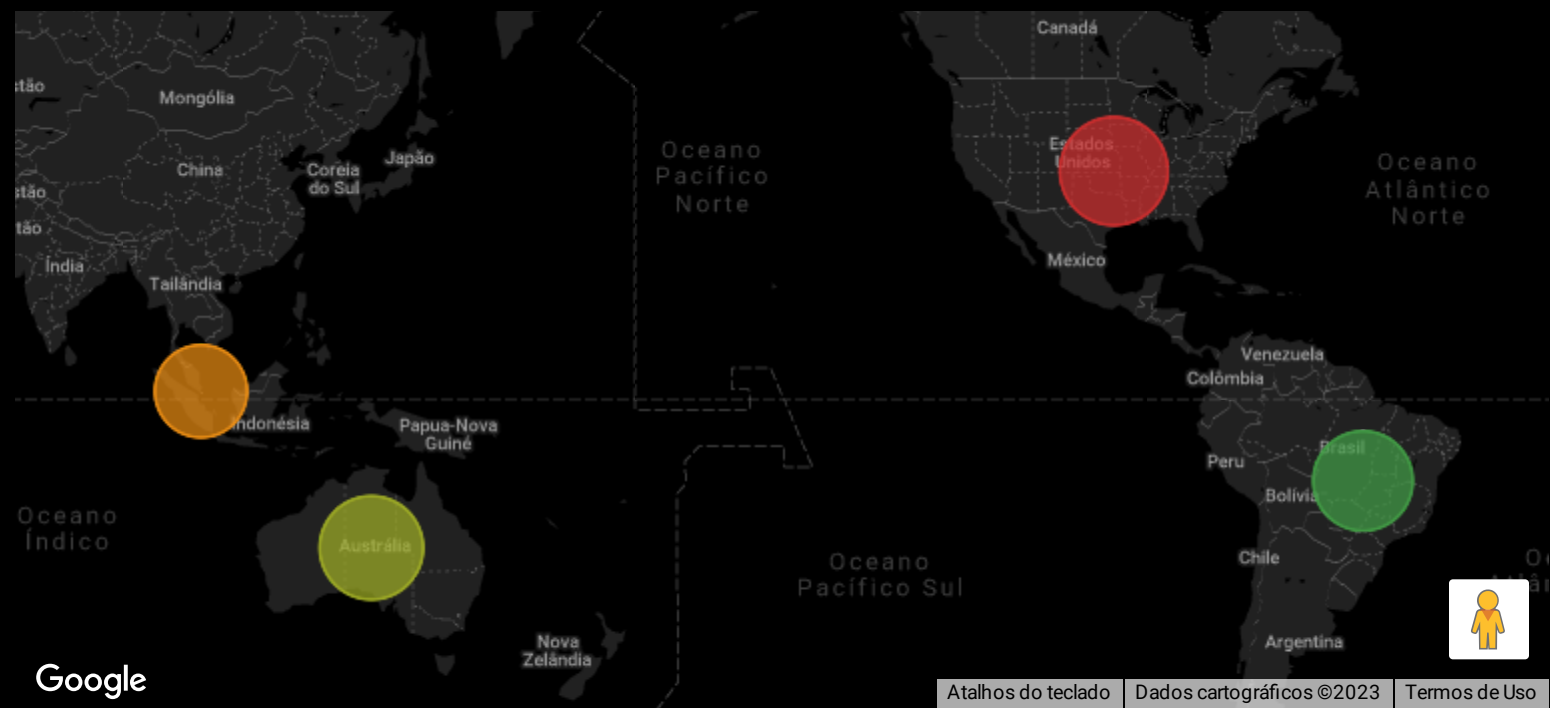 Canadá
stão
Mongólia
Estados
Unidos
Oceano
Pacífico
Norte
Japão
Coreia
do Sul
China
Oceano
Atlântico
Norte
stão
tão
Índia
México
Tailândia
Venezuela
Colômbia
Indonésia
Papua-Nova
Guiné
Brasil
Peru
Bolívia
Oceano
Índico
Austrália
Chile
Oceano
Pacífico Sul
Nova
Zelândia
Argentina
Google
Atalhos do teclado
Dados cartográficos ©2023
Termos de Uso